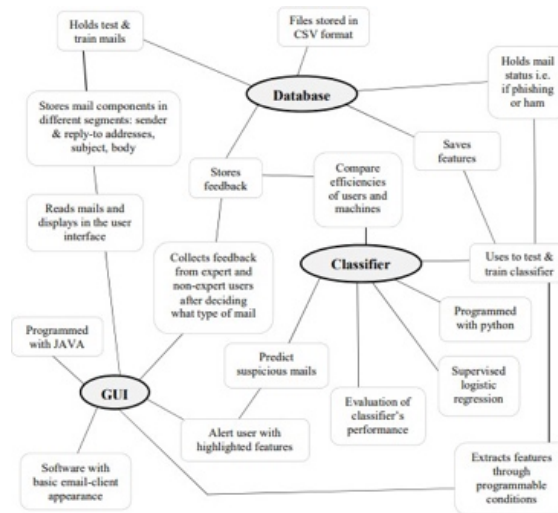 Holds test &
train mails
Files stored in
CSV format
Holds mail
status i.e.
if phishing
or ham
Database
Stores mail components in
different segments: sender
& reply-to addresses,
subject, body
Stores
feedback
Compare
efficiencies
of users and
machines
Saves
features
Reads mails and
displays in the user
interface
Collects feedback
from expert and
non-expert users
after deciding
what type of mail
Classifier
Uses to test &
train classifier
Programmed
with python
Programmed
with JAVA
Predict
suspicious mails
Supervised
logistic
regression
GUI
Evaluation of
classifier's
performance
Alert user with
highlighted features
Software with
basic email-client
appearance
Extracts features
through
programmable
conditions